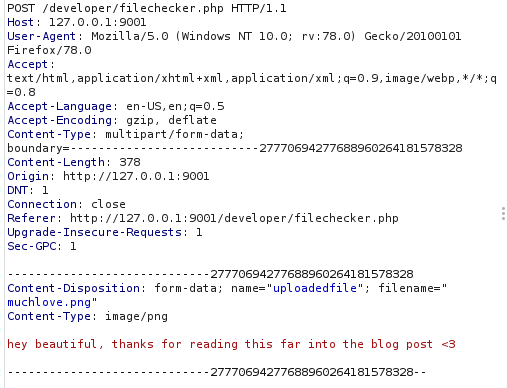 POST /developer/filechecker.php HTTP/1.1
Host: 127.0.0.1:9001
User-Agent: Mozilla/5.0 (Windows NT 10.0; rv:78.0) Gecko/20100101
Firefox/78.0
Accept:
text/html,application/xhtml+xml,application/xml;q=0.9,image/webp,*/*;q
=0.8
Accept-Language: en-US,en;q=0.5
Accept-Encoding: gzip, deflate
Content-Type: multipart/form-data;
boundary=---------------------------277706942776889602641815​78328
Content-Length: 378
Origin: http://127.0.0.1:9001
DNT: 1
Connection: close
Referer: http://127.0.0.1:9001/developer/filechecker.php
Upgrade-Insecure-Requests: 1
Sec-GPC: 1

-----------------------------27770694277688960264181578328
Content-Disposition: form-data; name="uploadedfile"; filename="
muchlove.png"
Content-Type: image/png

hey beautiful, thanks for reading this far into the blog post <3

-----------------------------27770694277688960264181578328--